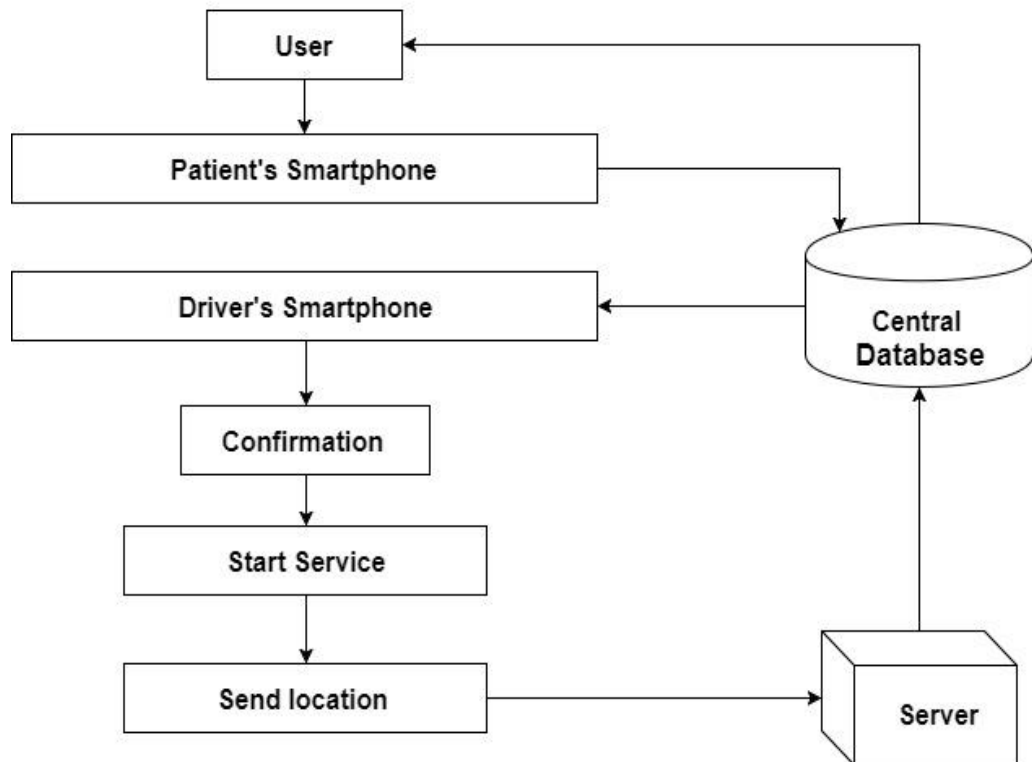 User
Patient's Smartphone
Driver's Smartphone
Central
Database
Confirmation
Start Service
Send location
Server